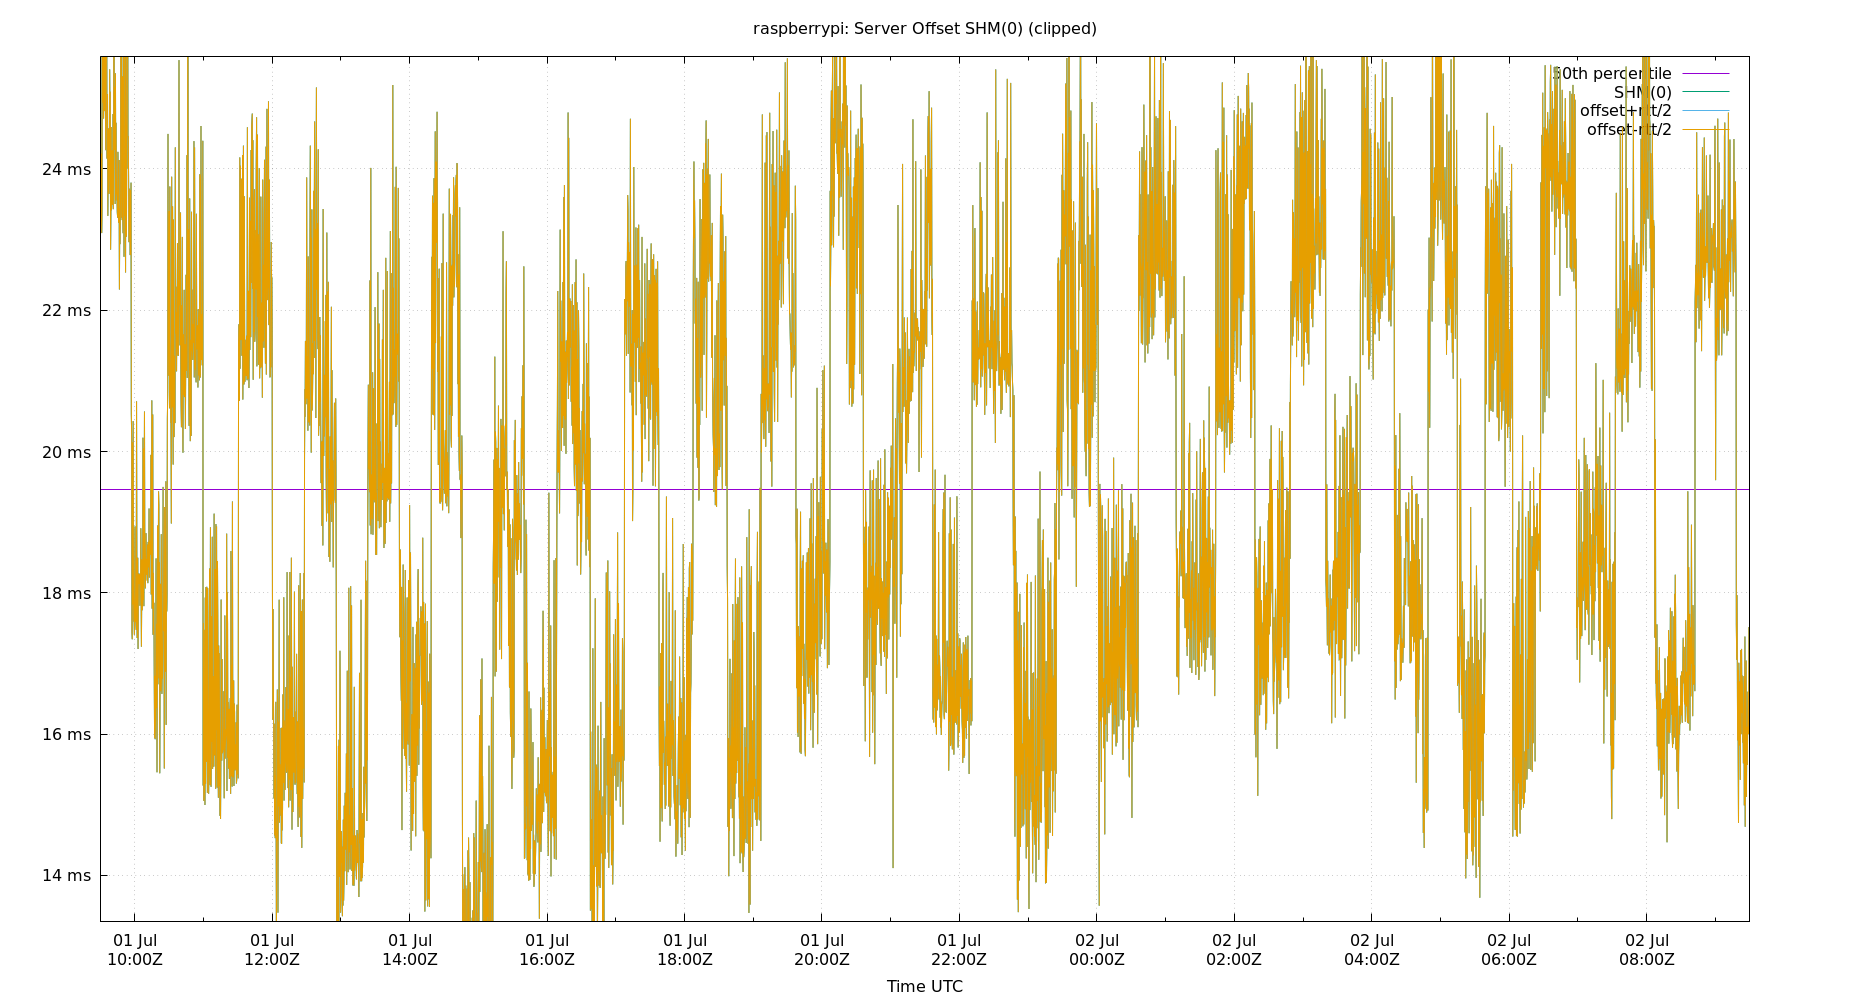 raspberrypi: Server Offset SHM(0) (clipped)
50th percentile
SHM(0)
offset+rtt/2
offset-rtt/2
24 ms
22 ms
20 ms
18 ms
16 ms
14 ms
01 Jul 01 Jul 01 Jul 01 Jul 01 Jul 01 Jul 01 Jul 02 Jul 02 Jul 02 Jul 02 Jul 02 Jul
10:00Z 12:00Z 14:00Z 16:00Z 18:00Z 20:00Z 22:00Z 00:00Z 02:00Z 04:00Z 06:00Z 08:00Z
Time UTC